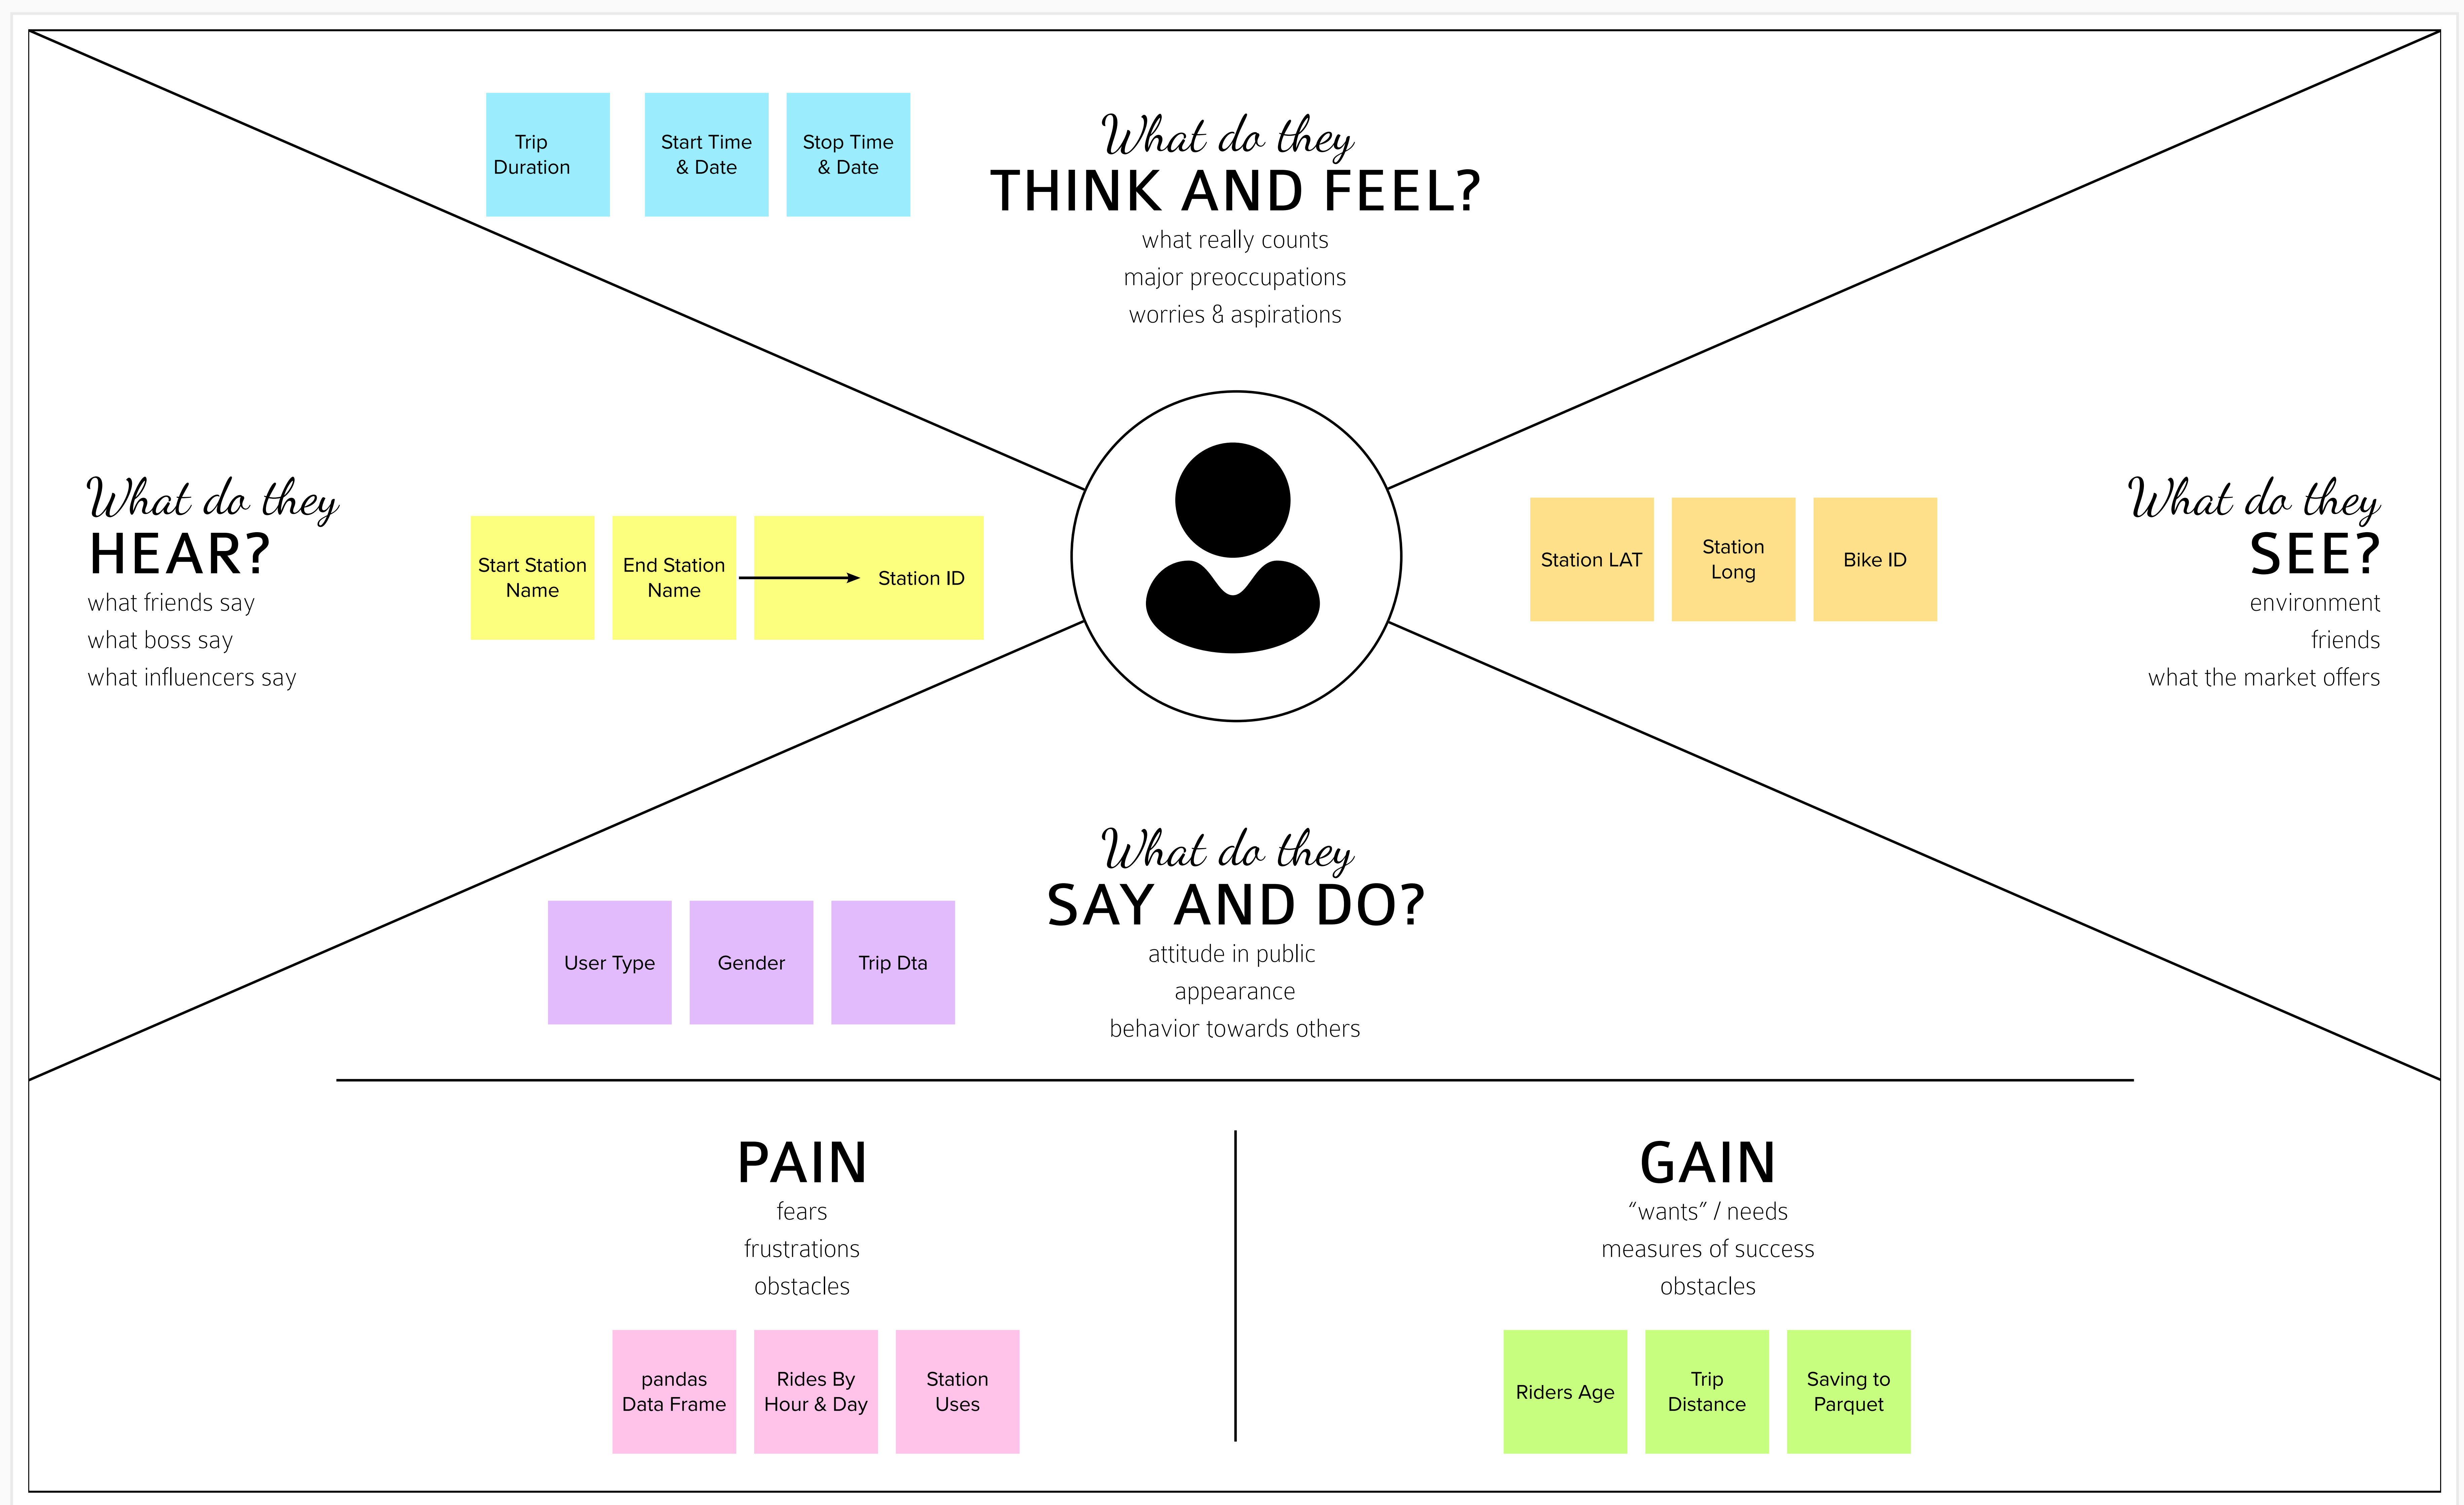 Trip
Duration
Start Time
& Date
Stop Time
& Date
What do they
THINK AND FEEL?
what really counts
major preoccupations
worries & aspirations
What do they
HEAR?
what friends say
what boss say
what influencers say
Start Station
Name
End Station
Name
Station ID
Station LAT
Station
Long
Bike ID
What do they
SEE?
environment
friends
what the market offers
What do they
SAY AND DO?
attitude in public
appearance
behavior towards others
User Type
Gender
Trip Dta
PAIN
fears
frustrations
obstacles
pandas
Data Frame
Rides By
Hour & Day
Station
Uses
GAIN
“wants” / needs
measures of success
obstacles
Riders Age
Trip
Distance
Saving to
Parquet